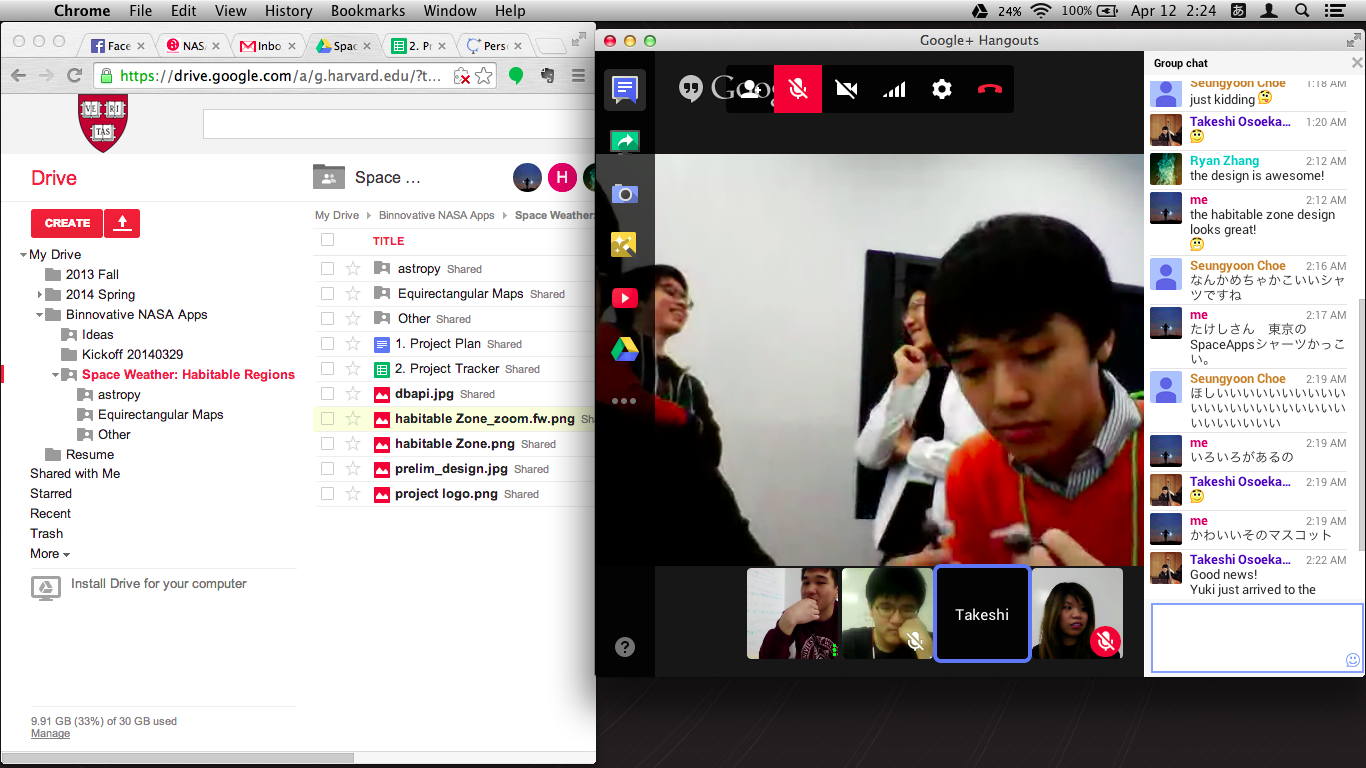 Chrome File Edit View History Bookmarks Window Help 24% 100% Apr 12 2:24 あ
Face NAS Inbo Spac 2. Pr Pers
https://drive.google.com/a/g.harvard.edu/?t...
VE RI TAS
Drive
CREATE
My Drive
2013 Fall
2014 Spring
Binnovative NASA Apps
Ideas
Kickoff 20140329
Space Weather: Habitable Regions
astropy
Equirectangular Maps
Other
Resume
Shared with Me
Starred
Recent
Trash
More
Install Drive for your computer
9.91 GB (33%) of 30 GB used
Manage
Space ...
H
My Drive Binnovative NASA Apps Space Weather:
TITLE
astropy Shared
Equirectangular Maps Shared
Other Shared
1. Project Plan Shared
2. Project Tracker Shared
dbapi.jpg Shared
habitable Zone_zoom.fw.png Sh
habitable Zone.png Shared
prelim_design.jpg Shared
project logo.png Shared
Google+ Hangouts
Goog
Takeshi
Group chat
Seungyoon Choe 1:18 AM
just kidding
Takeshi Osoeka... 1:20 AM
Ryan Zhang 2:12 AM
the design is awesome!
me 2:12 AM
the habitable zone design
looks great!
Seungyoon Choe 2:16 AM
なんかめちゃかこいいシャ
ツですね
me 2:17 AM
たけしさん 東京の
SpaceAppsシャーツかっこ
い。
Seungyoon Choe 2:19 AM
ほしいいいいいいいいいいい
いいいいいいいいいいいい
いいいいいいい
me 2:19 AM
いろいろがあるの
Takeshi Osoeka... 2:19 AM
me 2:19 AM
かわいいそのマスコット
Takeshi Osoeka... 2:22 AM
Good news!
Yuki just arrived to the